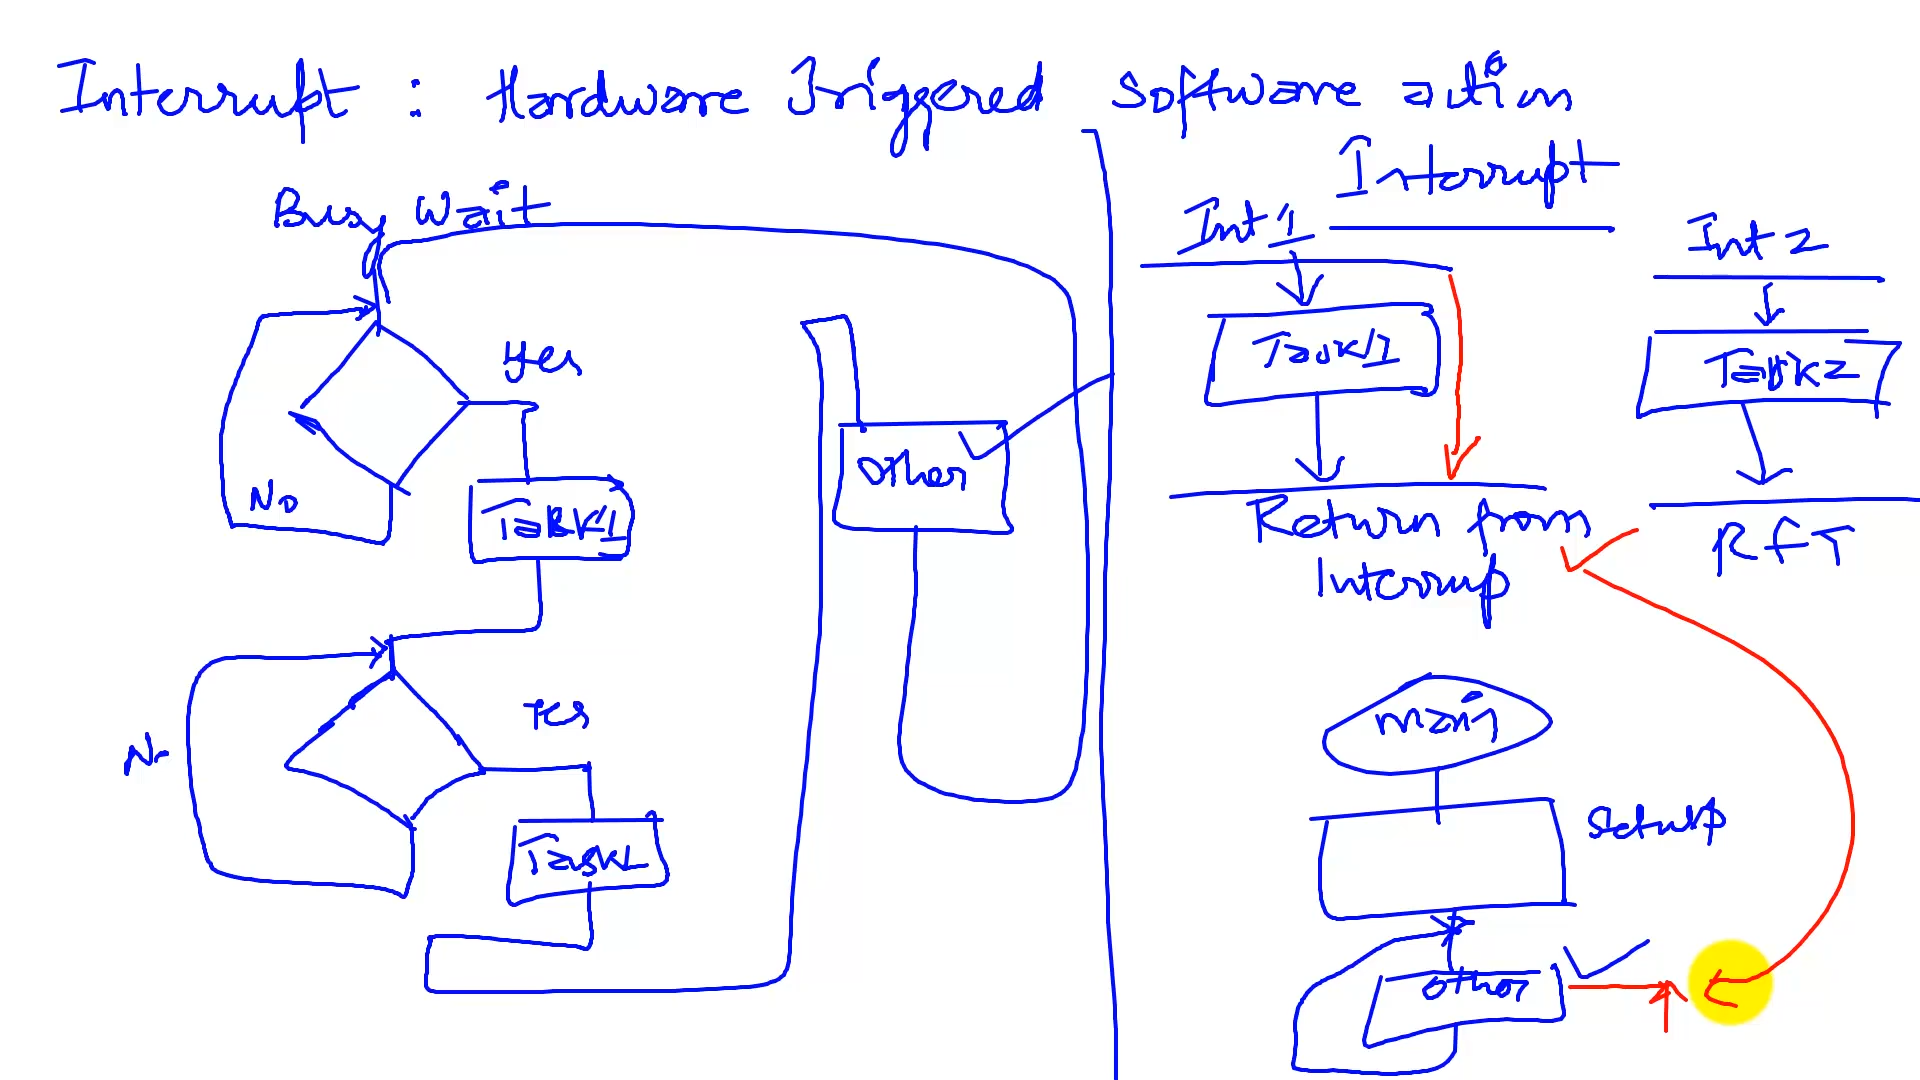 Interrupt : Hardware Triggered Software action
Busy Wait
Yes
No
Task1
Yes
No
Task2
Other
Interrupt
Int 1
Task1
Return from
Interrup
Int 2
Task2
RFI
main
Setup
other